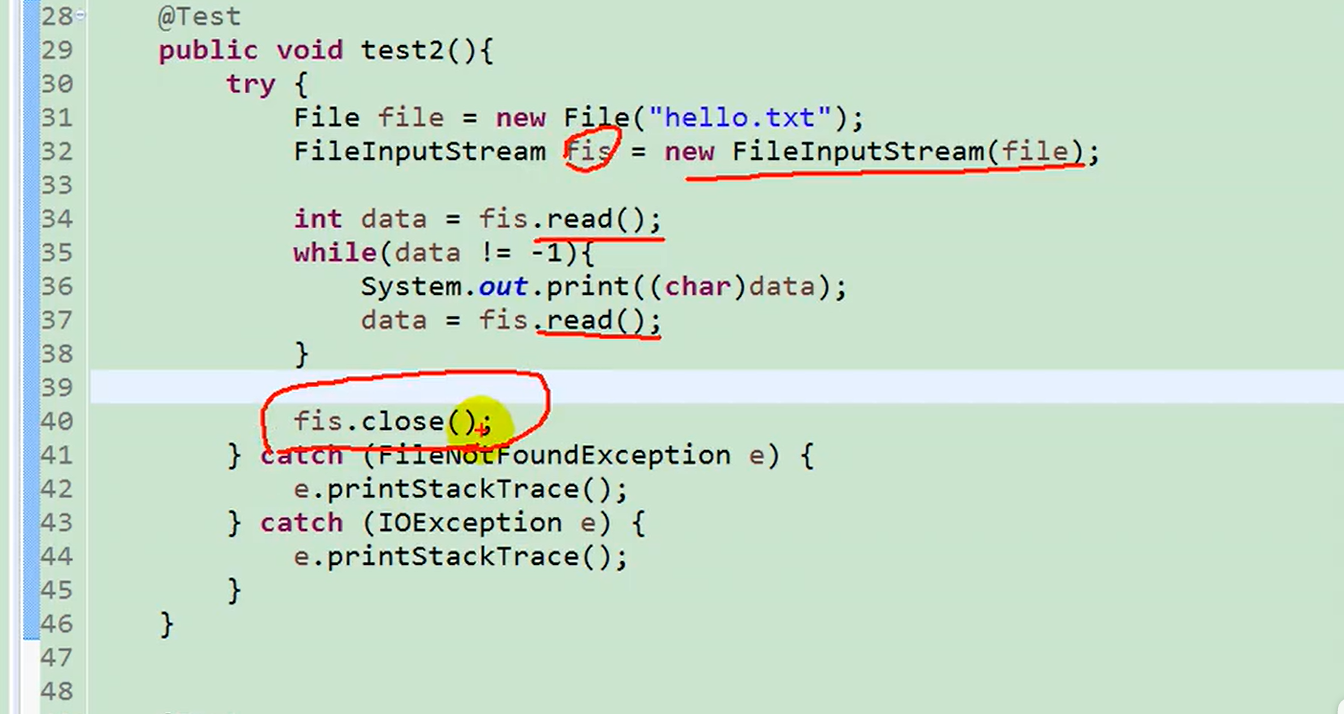 28 @Test
29 public void test2(){
30 try {
31 File file = new File("hello.txt");
32 FileInputStream fis = new FileInputStream(file);
33
34 int data = fis.read();
35 while(data != -1){
36 System.out.print((char)data);
37 data = fis.read();
38 }
39
40 fis.close();
41 } catch (FileNotFoundException e) {
42 e.printStackTrace();
43 } catch (IOException e) {
44 e.printStackTrace();
45 }
46 }
47
48